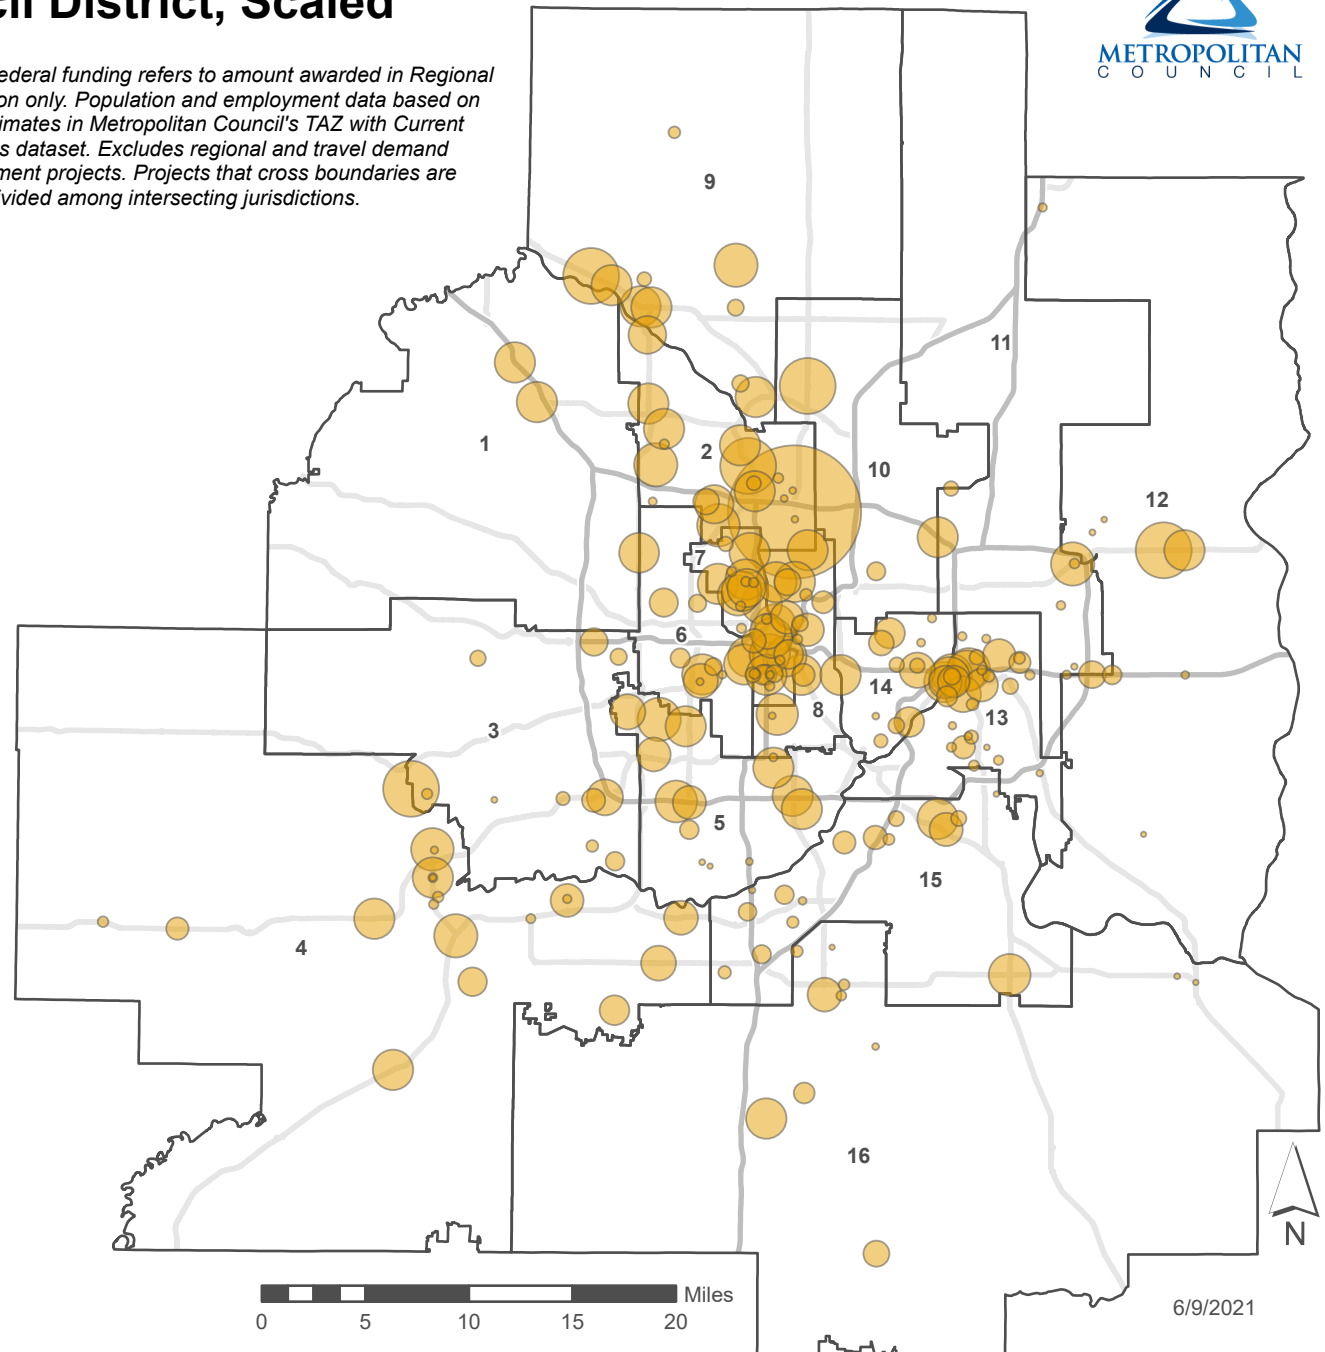 cil District, Scaled
ederal funding refers to amount awarded in Regional
on only. Population and employment data based on
imates in Metropolitan Council's TAZ with Current
s dataset. Excludes regional and travel demand
ment projects. Projects that cross boundaries are
vided among intersecting jurisdictions.
METROPOLITAN
COUNCIL
9
11
1
2
10
12
7
6
14
3
8
13
5
15
4
16
N
Miles
0 5 10 15 20
6/9/2021